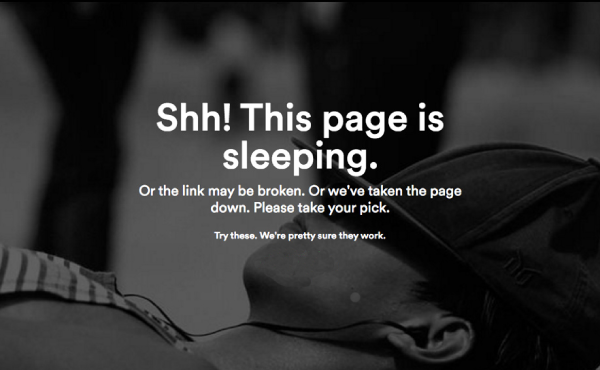 Shh! This page is
sleeping.
Or the link may be broken. Or we've taken the page
down. Please take your pick.
Try these. We're pretty sure they work.